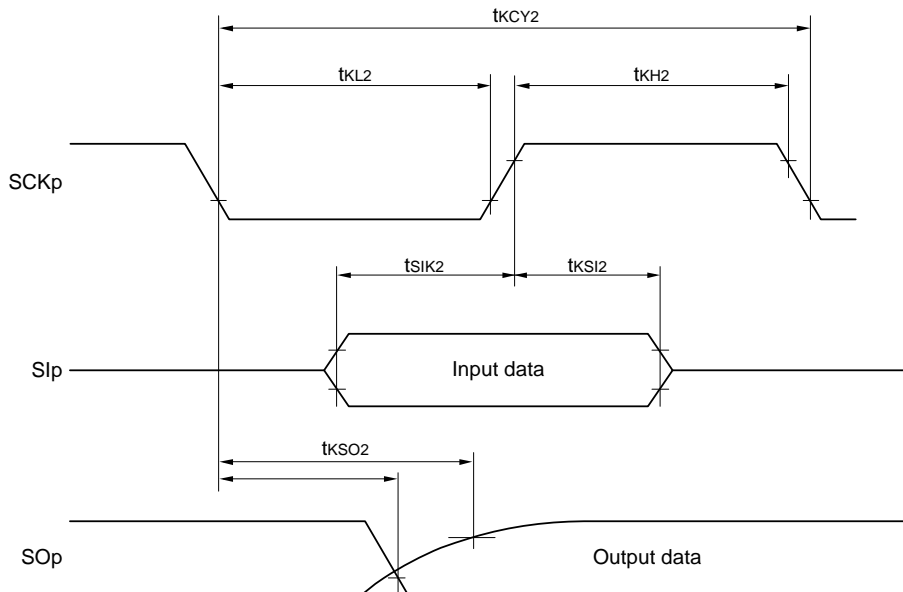 tKCY2
tKL2 tKH2
SCKp
tSIK2 tKSI2
SIp Input data
tKSO2
SOp Output data